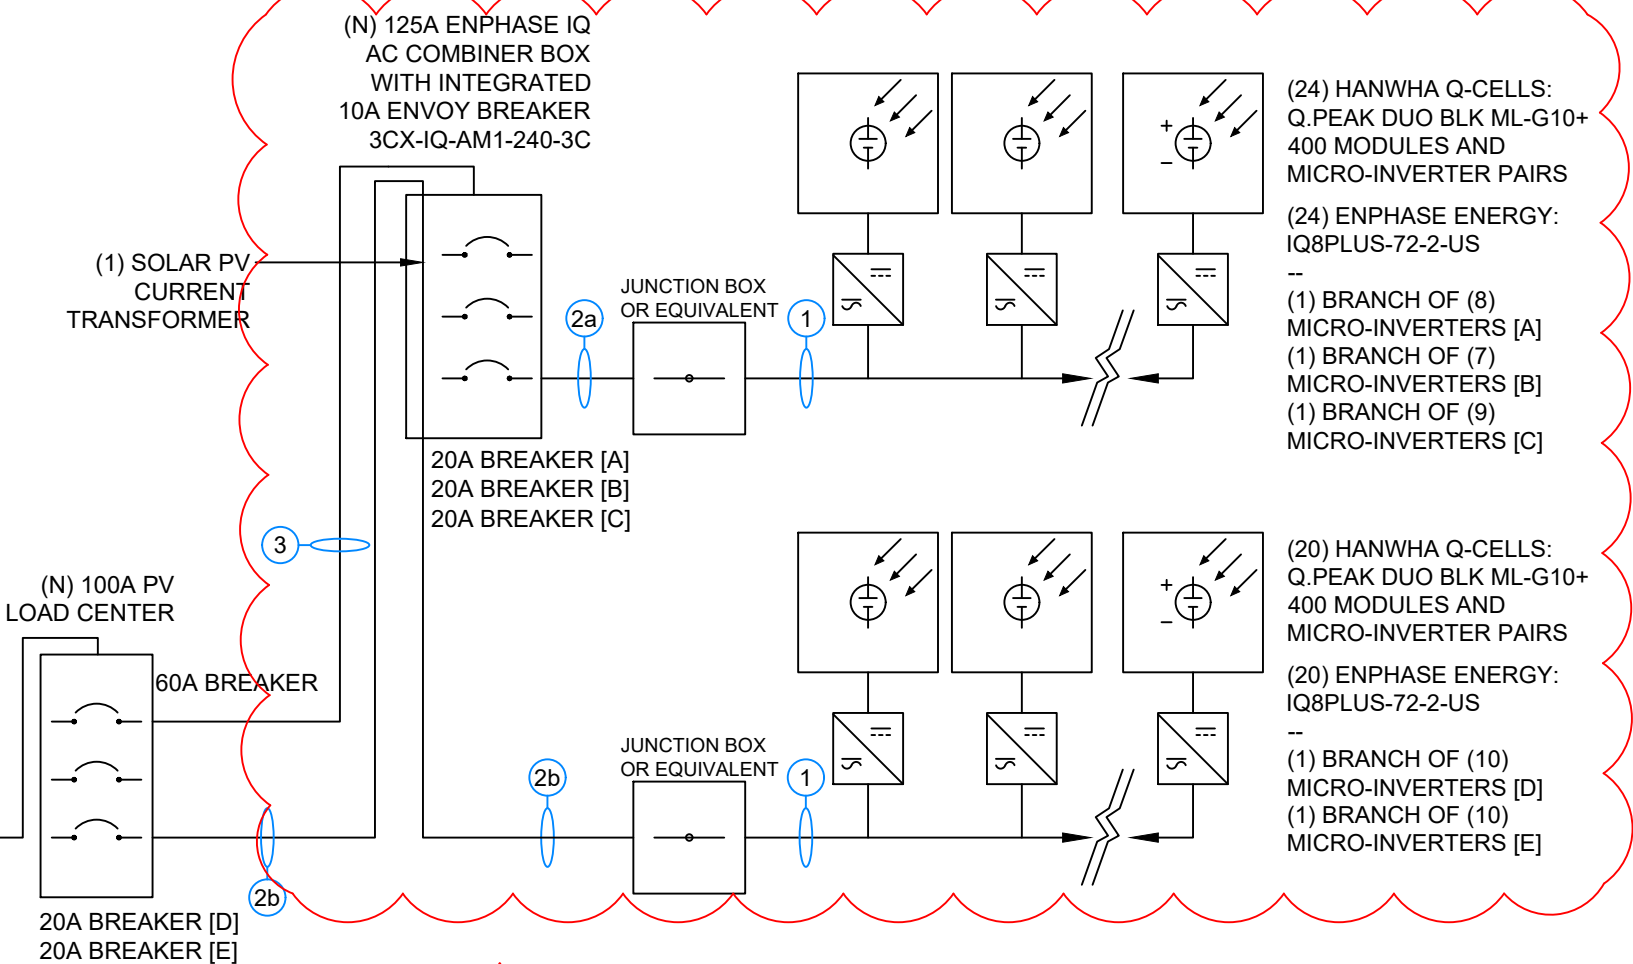 (N) 125A ENPHASE IQ
AC COMBINER BOX
WITH INTEGRATED
10A ENVOY BREAKER
3CX-IQ-AM1-240-3C
(1) SOLAR PV
CURRENT
TRANSFORMER
20A BREAKER [A]
20A BREAKER [B]
20A BREAKER [C]
2a
JUNCTION BOX
OR EQUIVALENT
1
+
−
(24) HANWHA Q-CELLS:
Q.PEAK DUO BLK ML-G10+
400 MODULES AND
MICRO-INVERTER PAIRS
(24) ENPHASE ENERGY:
IQ8PLUS-72-2-US
--
(1) BRANCH OF (8)
MICRO-INVERTERS [A]
(1) BRANCH OF (7)
MICRO-INVERTERS [B]
(1) BRANCH OF (9)
MICRO-INVERTERS [C]
3
(N) 100A PV
LOAD CENTER
60A BREAKER
2b
20A BREAKER [D]
20A BREAKER [E]
2b
JUNCTION BOX
OR EQUIVALENT
1
+
−
(20) HANWHA Q-CELLS:
Q.PEAK DUO BLK ML-G10+
400 MODULES AND
MICRO-INVERTER PAIRS
(20) ENPHASE ENERGY:
IQ8PLUS-72-2-US
--
(1) BRANCH OF (10)
MICRO-INVERTERS [D]
(1) BRANCH OF (10)
MICRO-INVERTERS [E]